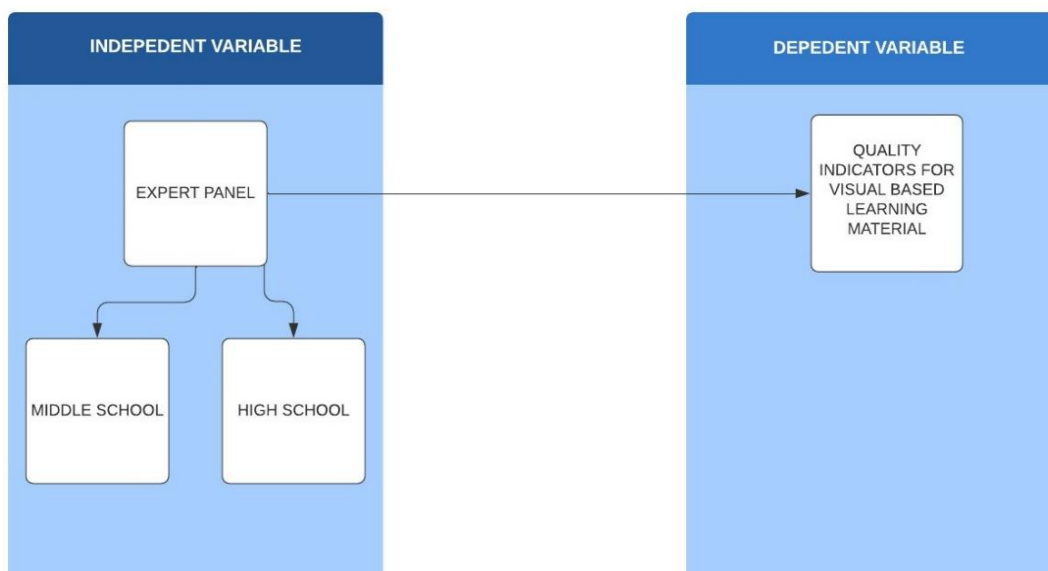 INDEPEDENT VARIABLE
DEPEDENT VARIABLE
EXPERT PANEL
QUALITY
INDICATORS FOR
VISUAL BASED
LEARNING
MATERIAL
MIDDLE SCHOOL
HIGH SCHOOL